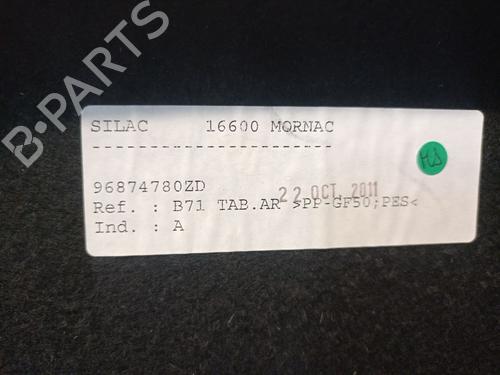 B-PARTS
SILAC 16600 MORNAC
----------------------
96874780ZD
22 OCT. 2011
Ref. : B71 TAB.AR >PP-GF50;PES<
Ind. : A